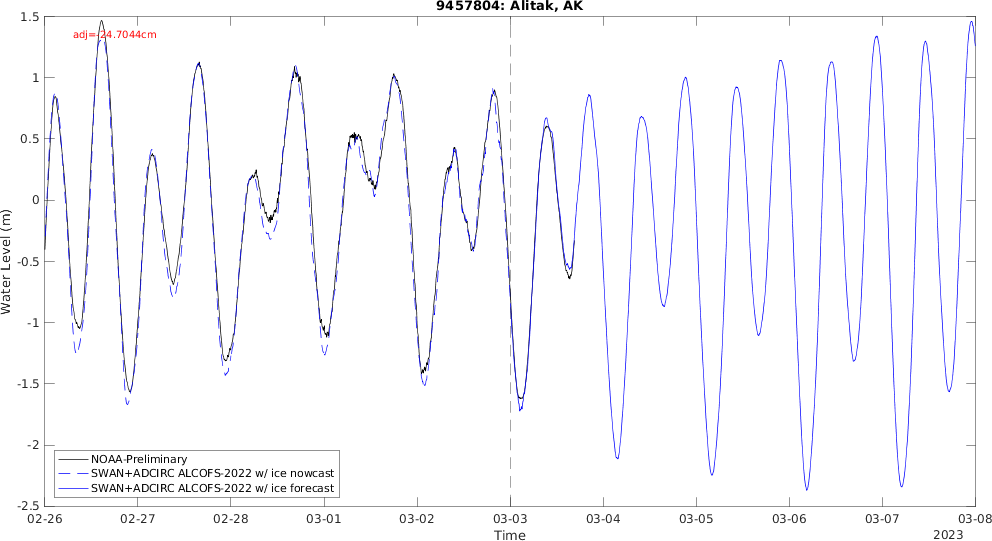 9457804: Alitak, AK
adj=-24.7044cm
1.5
1
0.5
0
-0.5
-1
-1.5
-2
-2.5
Water Level (m)
NOAA-Preliminary
SWAN+ADCIRC ALCOFS-2022 w/ ice nowcast
SWAN+ADCIRC ALCOFS-2022 w/ ice forecast
02-26 02-27 02-28 03-01 03-02 03-03 03-04 03-05 03-06 03-07 03-08
Time
2023